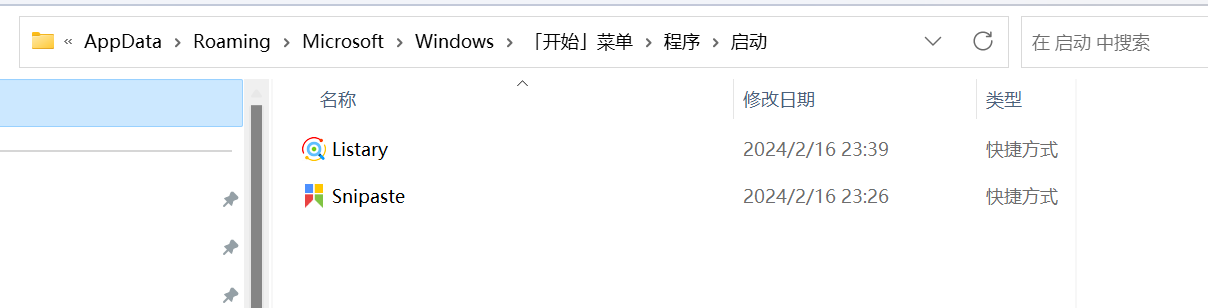 « AppData › Roaming › Microsoft › Windows › 「开始」菜单 › 程序 › 启动
在 启动 中搜索
名称 修改日期 类型
Listary 2024/2/16 23:39 快捷方式
Snipaste 2024/2/16 23:26 快捷方式